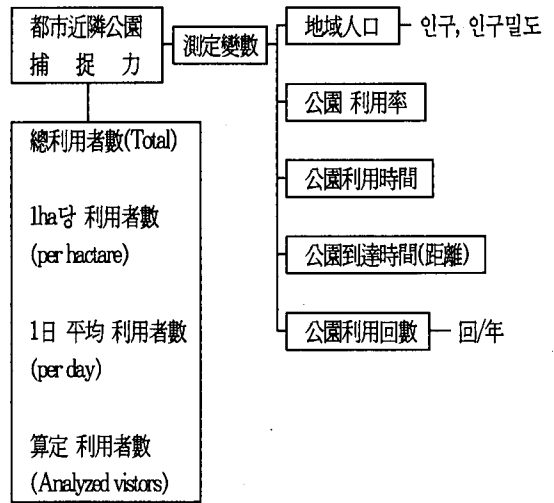 都市近隣公園
捕捉力
測定變數
地域人口
인구, 인구밀도
公園 利用率
公園利用時間
公園到達時間(距離)
公園利用回數
回/年
總利用者數(Total)
1ha당 利用者數
(per hactare)
1日 平均 利用者數
(per day)
算定 利用者數
(Analyzed vistors)